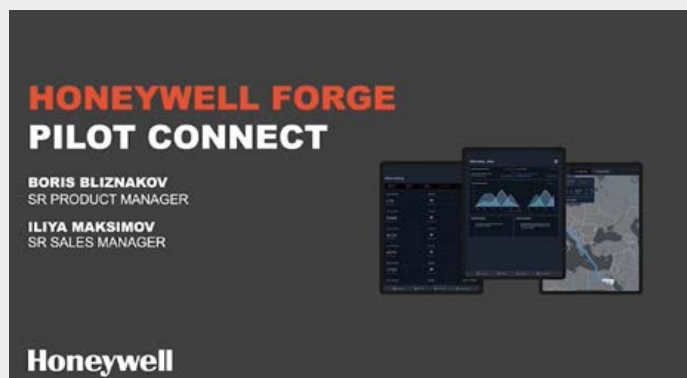 HONEYWELL FORGE
PILOT CONNECT
BORIS BLIZNAKOV
SR PRODUCT MANAGER
ILIYA MAKSIMOV
SR SALES MANAGER
Honeywell